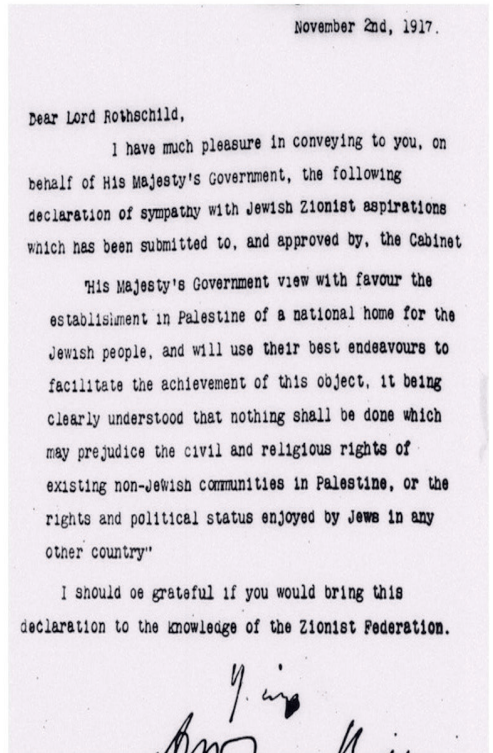 November 2nd, 1917.
Dear Lord Rothschild,
I have much pleasure in conveying to you, on
behalf of His Majesty's Government, the following
declaration of sympathy with Jewish Zionist aspirations
which has been submitted to, and approved by, the Cabinet
'His Majesty's Government view with favour the
establishment in Palestine of a national home for the
Jewish people, and will use their best endeavours to
facilitate the achievement of this object, it being
clearly understood that nothing shall be done which
may prejudice the civil and religious rights of
existing non-Jewish communities in Palestine, or the
rights and political status enjoyed by Jews in any
other country"
I should be grateful if you would bring this
declaration to the knowledge of the Zionist Federation.